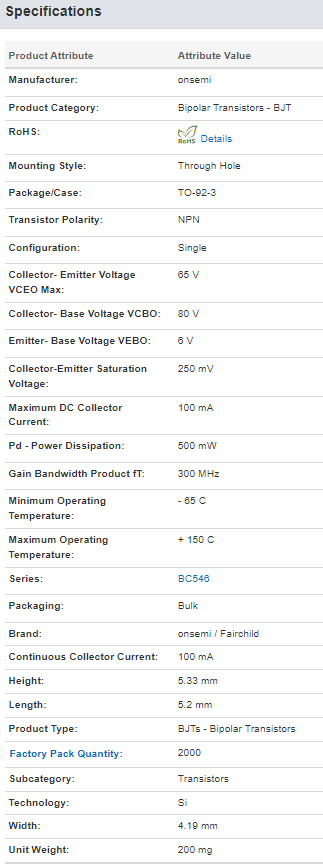 Specifications
Product Attribute Attribute Value
Manufacturer: onsemi
Product Category: Bipolar Transistors - BJT
RoHS: RoHS Details
Mounting Style: Through Hole
Package/Case: TO-92-3
Transistor Polarity: NPN
Configuration: Single
Collector- Emitter Voltage 65 V
VCEO Max:
Collector- Base Voltage VCBO: 80 V
Emitter- Base Voltage VEBO: 6 V
Collector-Emitter Saturation 250 mV
Voltage:
Maximum DC Collector 100 mA
Current:
Pd - Power Dissipation: 500 mW
Gain Bandwidth Product fT: 300 MHz
Minimum Operating - 65 C
Temperature:
Maximum Operating + 150 C
Temperature:
Series: BC546
Packaging: Bulk
Brand: onsemi / Fairchild
Continuous Collector Current: 100 mA
Height: 5.33 mm
Length: 5.2 mm
Product Type: BJTs - Bipolar Transistors
Factory Pack Quantity: 2000
Subcategory: Transistors
Technology: Si
Width: 4.19 mm
Unit Weight: 200 mg